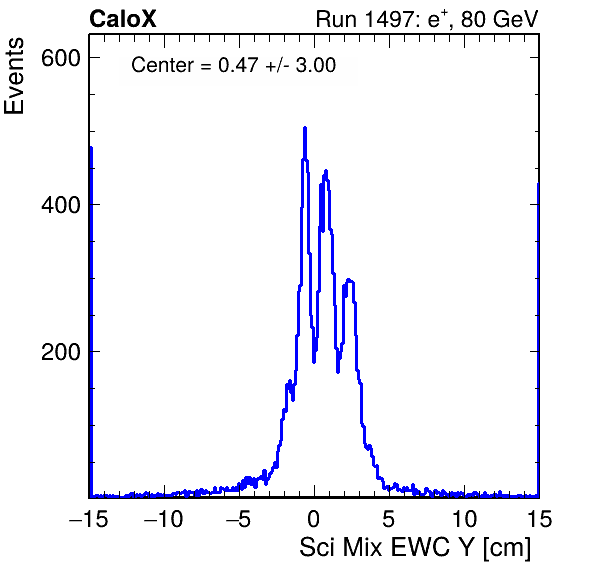 CaloX Run 1497: e+, 80 GeV
Center = 0.47 +/- 3.00
Events
600
400
200
−15 −10 −5 0 5 10 15
Sci Mix EWC Y [cm]